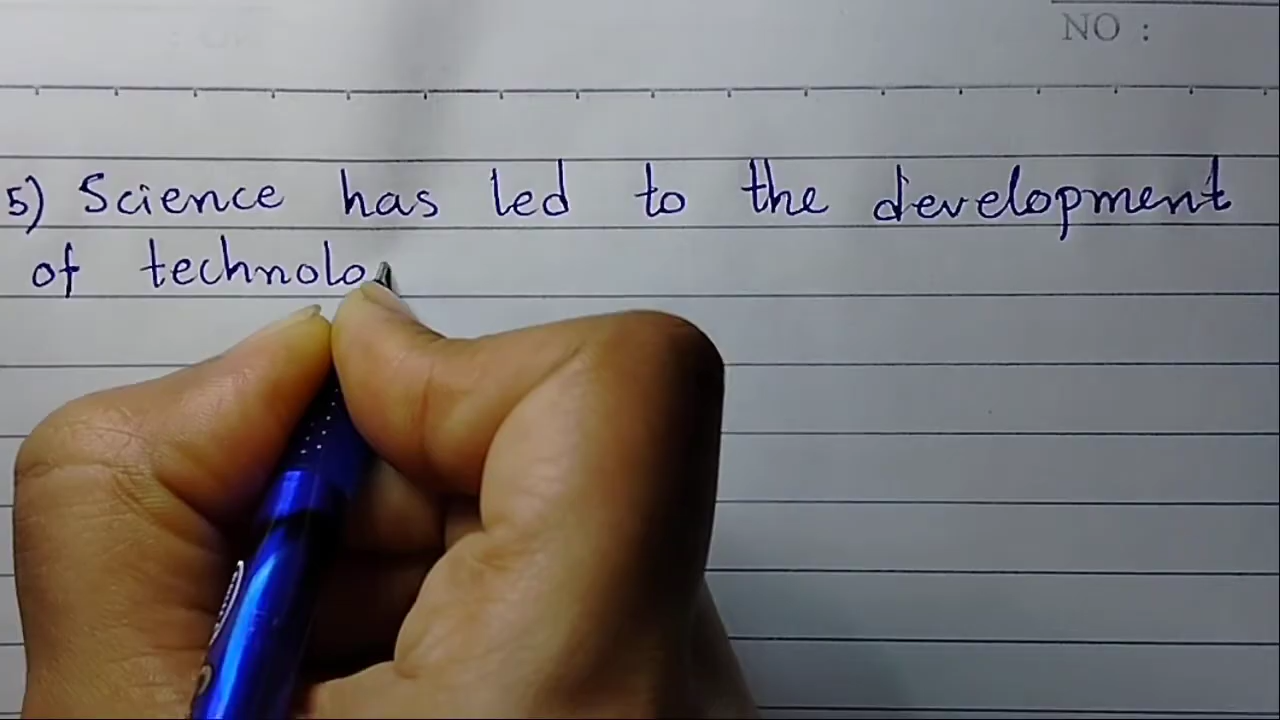 NO :
5) Science has led to the development
of technolo